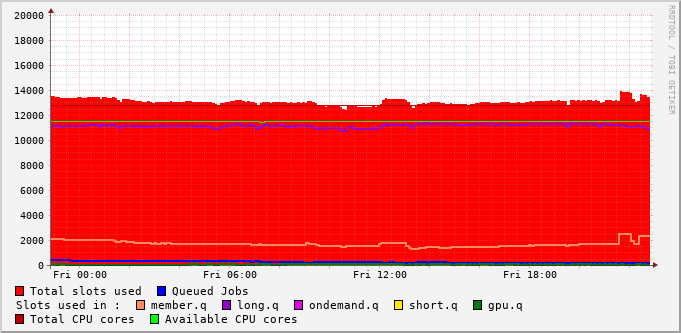 20000
18000
16000
14000
12000
10000
8000
6000
4000
2000
0
Fri 00:00 Fri 06:00 Fri 12:00 Fri 18:00
RRDTOOL / TOBI OETIKER
Total slots used Queued Jobs
Slots used in : member.q long.q ondemand.q short.q gpu.q
Total CPU cores Available CPU cores